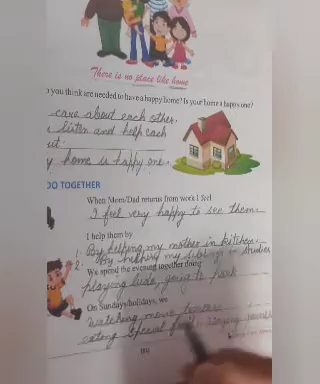 There is no place like home
you think are needed to have a happy home? Is your home a happy one?
care about each other,
listen and help each
home is happy one.
DO TOGETHER
When Mom/Dad returns from work I feel
I feel very happy to see them.
I help them by
1. By helping my mother in kitchen.
2. By helping my siblings in studies
We spend the evening together doing
playing ludo, going to park
On Sundays/holidays, we
watching movie,
eating special food,